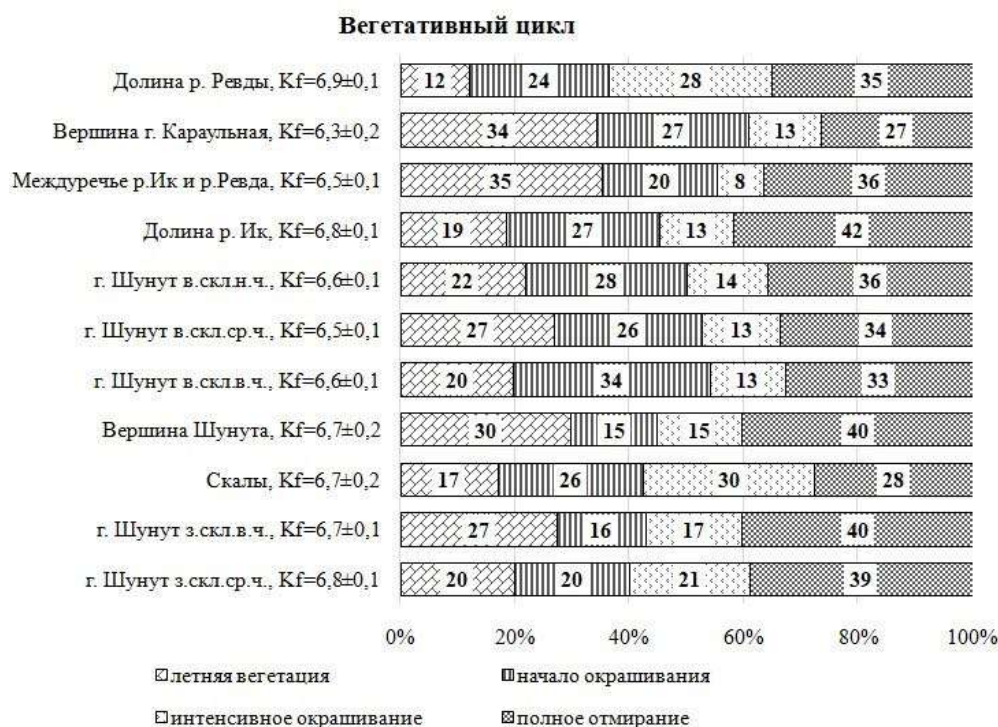 Вегетативный цикл
Долина р. Ревды, Kf=6,9±0,1 12 24 28 35
Вершина г. Караульная, Kf=6,3±0,2 34 27 13 27
Междуречье р.Ик и р.Ревда, Kf=6,5±0,1 35 20 8 36
Долина р. Ик, Kf=6,8±0,1 19 27 13 42
г. Шунут в.скл.н.ч., Kf=6,6±0,1 22 28 14 36
г. Шунут в.скл.ср.ч., Kf=6,5±0,1 27 26 13 34
г. Шунут в.скл.в.ч., Kf=6,6±0,1 20 34 13 33
Вершина Шунута, Kf=6,7±0,2 30 15 15 40
Скалы, Kf=6,7±0,2 17 26 30 28
г. Шунут з.скл.в.ч., Kf=6,7±0,1 27 16 17 40
г. Шунут з.скл.ср.ч., Kf=6,8±0,1 20 20 21 39
0% 20% 40% 60% 80% 100%
летняя вегетация начало окрашивания
интенсивное окрашивание полное отмирание